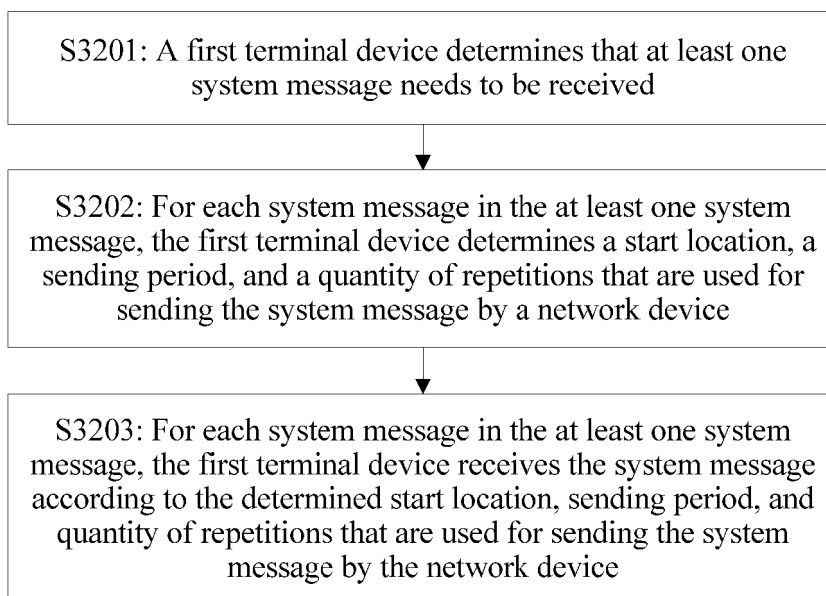 S3201: A first terminal device determines that at least one
system message needs to be received
S3202: For each system message in the at least one system
message, the first terminal device determines a start location, a
sending period, and a quantity of repetitions that are used for
sending the system message by a network device
S3203: For each system message in the at least one system
message, the first terminal device receives the system message
according to the determined start location, sending period, and
quantity of repetitions that are used for sending the system
message by the network device